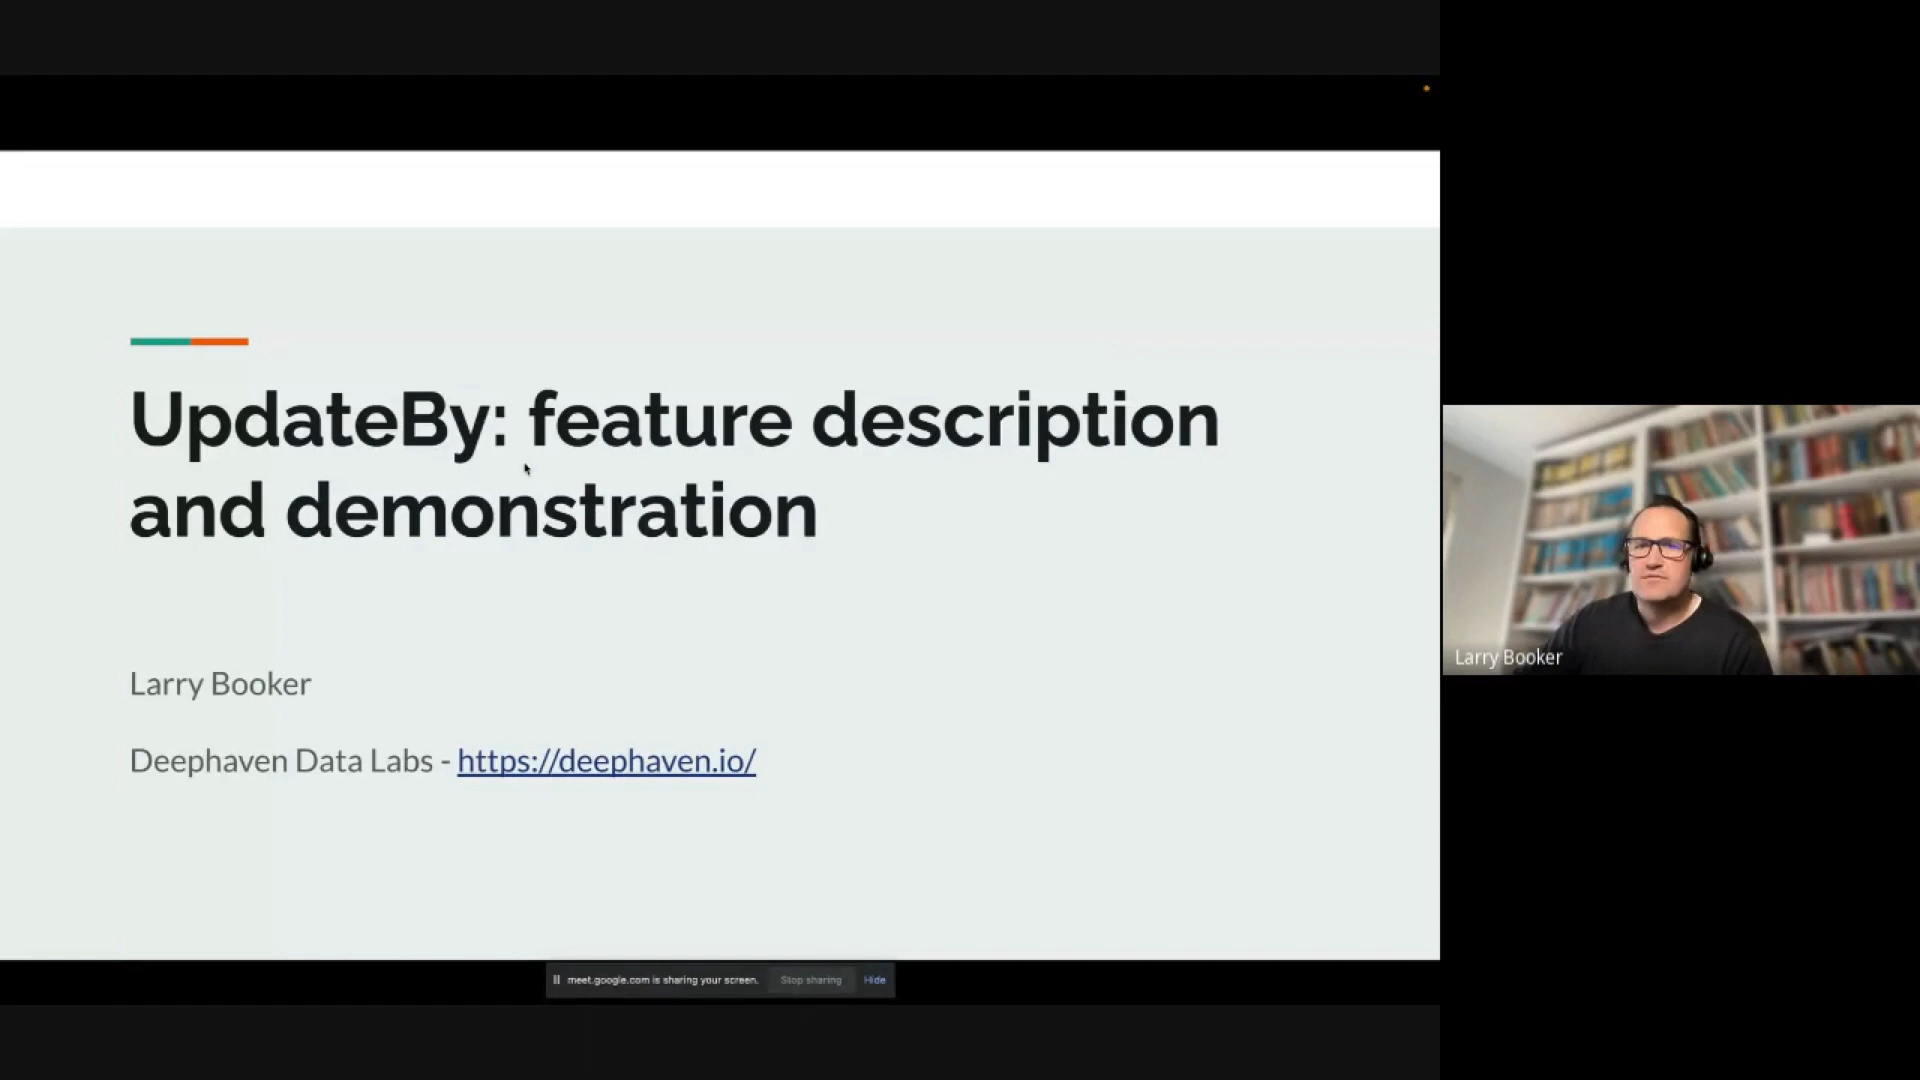 UpdateBy: feature description
and demonstration
Larry Booker
Deephaven Data Labs - https://deephaven.io/
Larry Booker
meet.google.com is sharing your screen. Stop sharing Hide